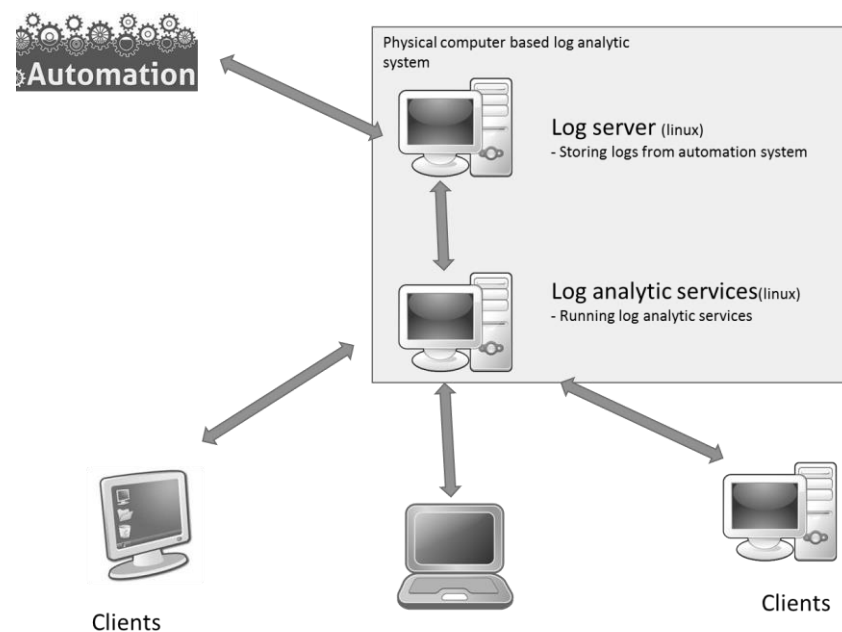 Automation
Physical computer based log analytic
system
Log server (linux)
- Storing logs from automation system
Log analytic services(linux)
- Running log analytic services
Clients
Clients